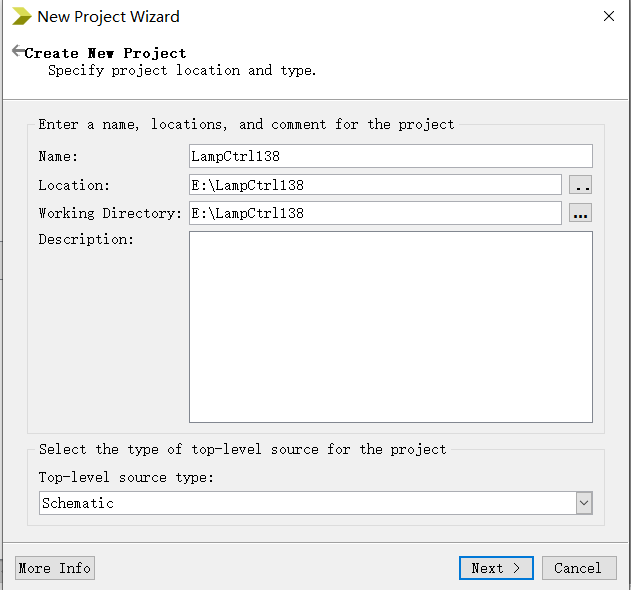 New Project Wizard
Create New Project
Specify project location and type.
Enter a name, locations, and comment for the project
Name:
LampCtrl138
Location:
E:\LampCtrl138
..
Working Directory:
E:\LampCtrl138
...
Description:
Select the type of top-level source for the project
Top-level source type:
Schematic
More Info
Next >
Cancel